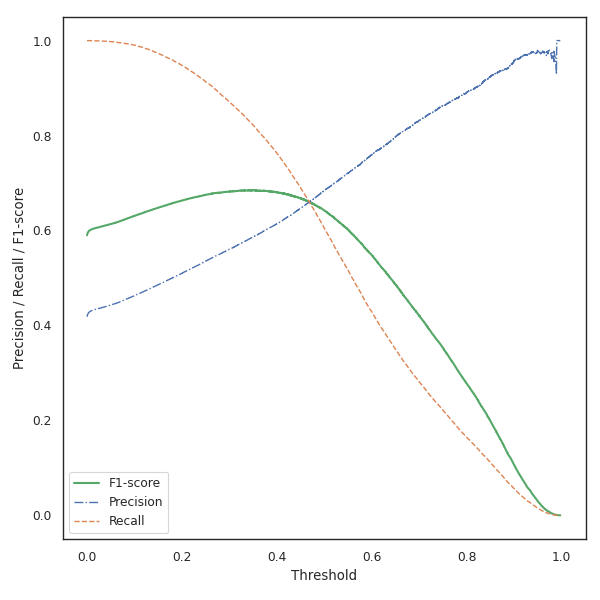 1.0
0.8
0.6
0.4
0.2
0.0
Precision / Recall / F1-score
F1-score
Precision
Recall
0.0 0.2 0.4 0.6 0.8 1.0
Threshold